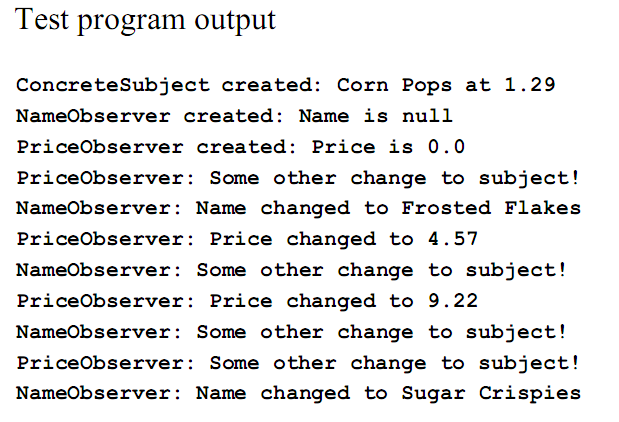 Test program output
ConcreteSubject created: Corn Pops at 1.29
NameObserver created: Name is null
PriceObserver created: Price is 0.0
PriceObserver: Some other change to subject!
NameObserver: Name changed to Frosted Flakes
PriceObserver: Price changed to 4.57
NameObserver: Some other change to subject!
PriceObserver: Price changed to 9.22
NameObserver: Some other change to subject!
PriceObserver: Some other change to subject!
NameObserver: Name changed to Sugar Crispies